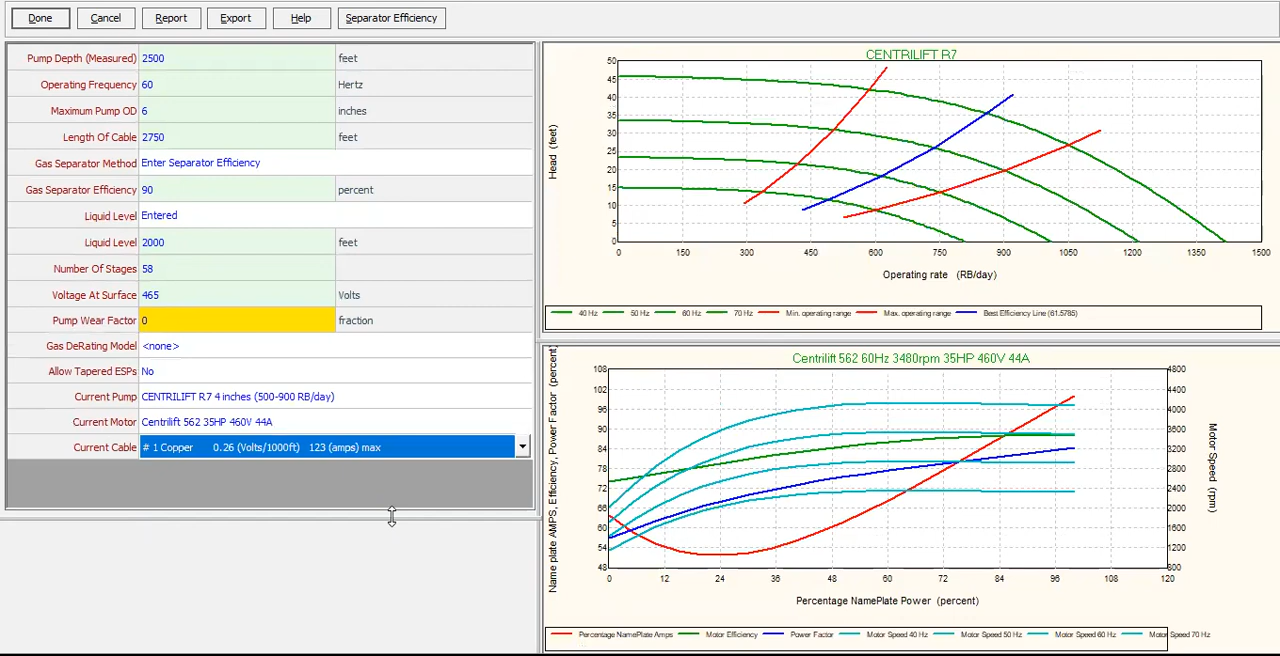 Done Cancel Report Export Help Separator Efficiency
Pump Depth (Measured) 2500 feet
Operating Frequency 60 Hertz
Maximum Pump OD 6 inches
Length Of Cable 2750 feet
Gas Separator Method Enter Separator Efficiency
Gas Separator Efficiency 90 percent
Liquid Level Entered
Liquid Level 2000 feet
Number Of Stages 58
Voltage At Surface 465 Volts
Pump Wear Factor 0 fraction
Gas DeRating Model <none>
Allow Tapered ESPs No
Current Pump CENTRILIFT R7 4 inches (500-900 RB/day)
Current Motor Centrilift 562 35HP 460V 44A
Current Cable # 1 Copper 0.26 (Volts/1000ft) 123 (amps) max
CENTRILIFT R7
Head (feet)
50
45
40
35
30
25
20
15
10
5
0
0 150 300 450 600 750 900 1050 1200 1350 1500
Operating rate (RB/day)
40 Hz 50 Hz 60 Hz 70 Hz Min. operating range Max. operating range Best Efficiency Line (61.5785)
Centrilift 562 60Hz 3480rpm 35HP 460V 44A
Name plate AMPS, Efficiency, Power Factor (percent)
108
102
96
90
84
78
72
66
60
54
48
4800
4400
4000
3600
3200
2800
2400
2000
1600
1200
800
Motor Speed (rpm)
0 12 24 36 48 60 72 84 96 108 120
Percentage NamePlate Power (percent)
Percentage NamePlate Amps Motor Efficiency Power Factor Motor Speed 40 Hz Motor Speed 50 Hz Motor Speed 60 Hz Motor Speed 70 Hz